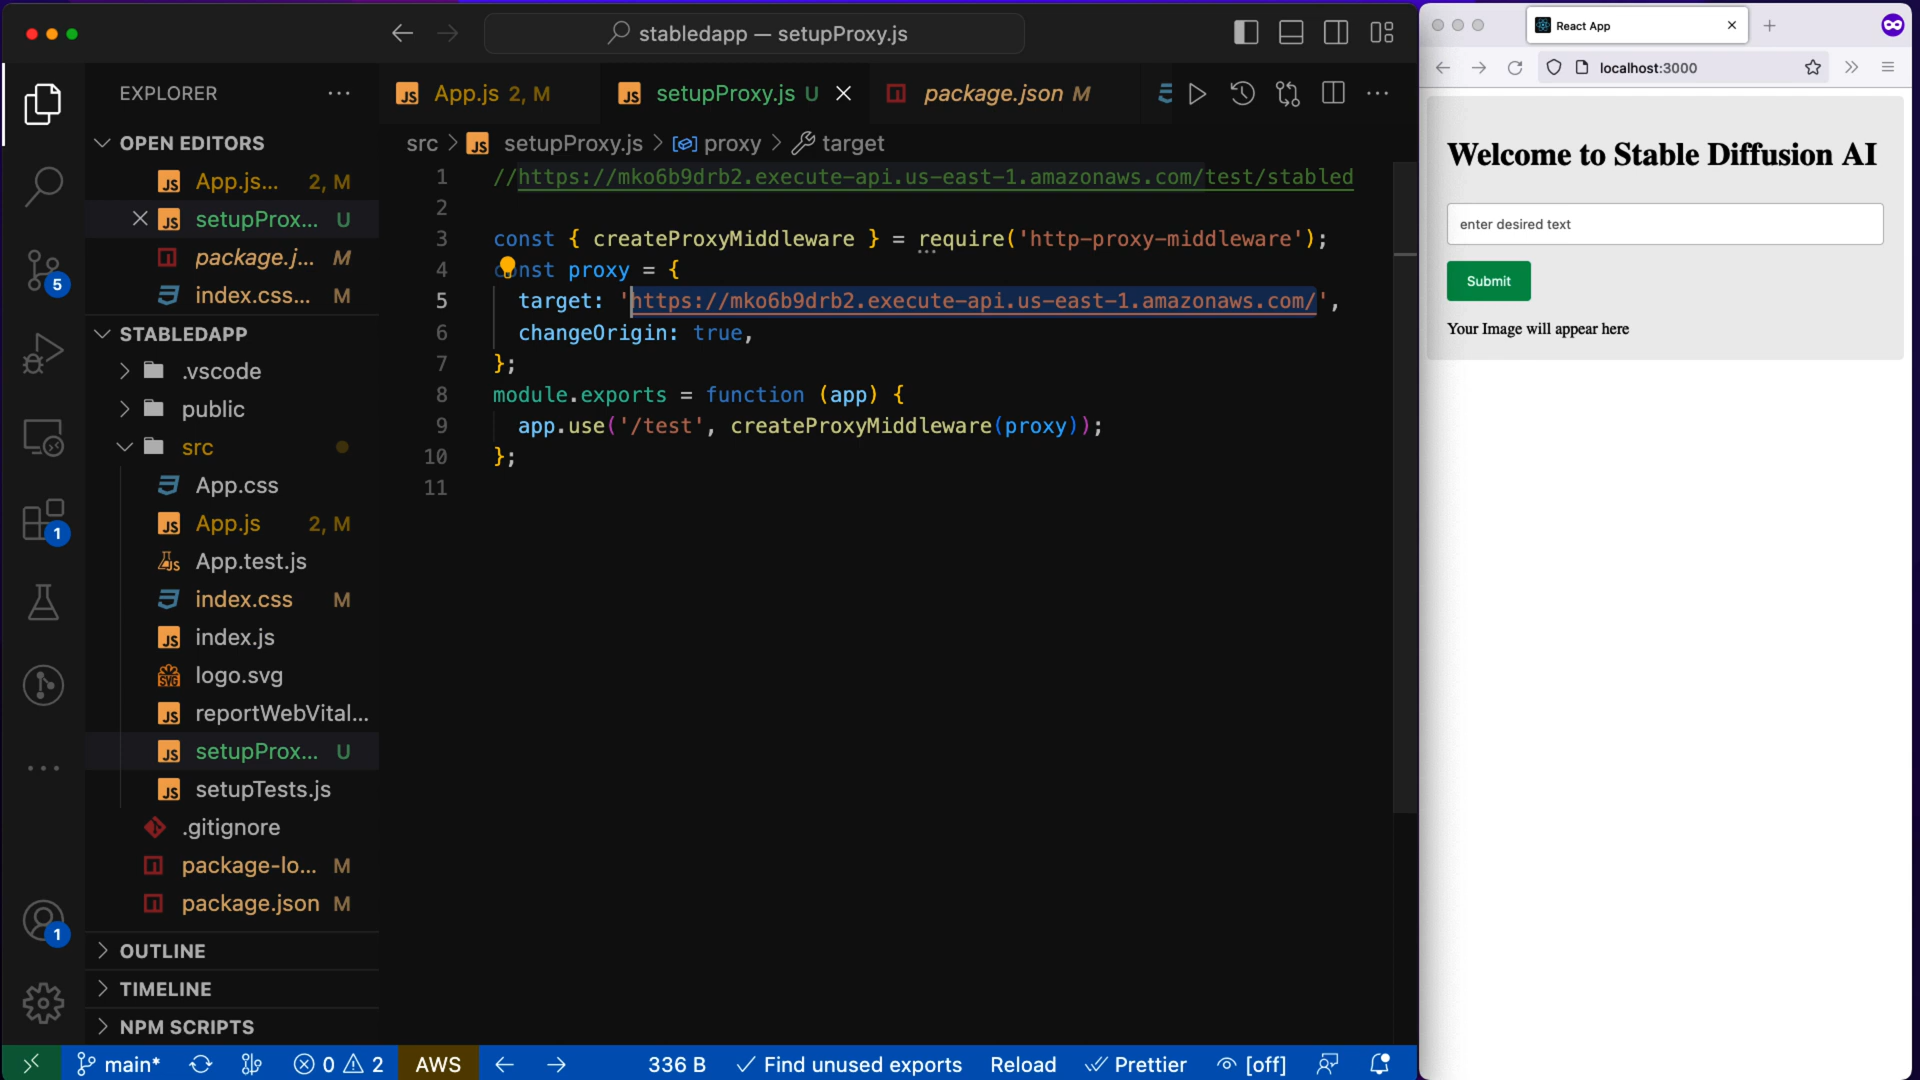 stabledapp — setupProxy.js
EXPLORER
OPEN EDITORS
App.js... 2, M
setupProx... U
package.j... M
index.css... M
STABLEDAPP
.vscode
public
src
App.css
App.js 2, M
App.test.js
index.css M
index.js
logo.svg
reportWebVital...
setupProx... U
setupTests.js
.gitignore
package-lo... M
package.json M
OUTLINE
TIMELINE
NPM SCRIPTS
5
1
1
App.js 2, M
setupProxy.js U
package.json M
src > setupProxy.js > proxy > target
1 //https://mko6b9drb2.execute-api.us-east-1.amazonaws.com/test/stabled
2
3 const { createProxyMiddleware } = require('http-proxy-middleware');
4 const proxy = {
5 target: 'https://mko6b9drb2.execute-api.us-east-1.amazonaws.com/',
6 changeOrigin: true,
7 };
8 module.exports = function (app) {
9 app.use('/test', createProxyMiddleware(proxy));
10 };
11
main* 0 2 AWS 336 B Find unused exports Reload Prettier [off]
React App
localhost:3000
Welcome to Stable Diffusion AI
enter desired text
Submit
Your Image will appear here